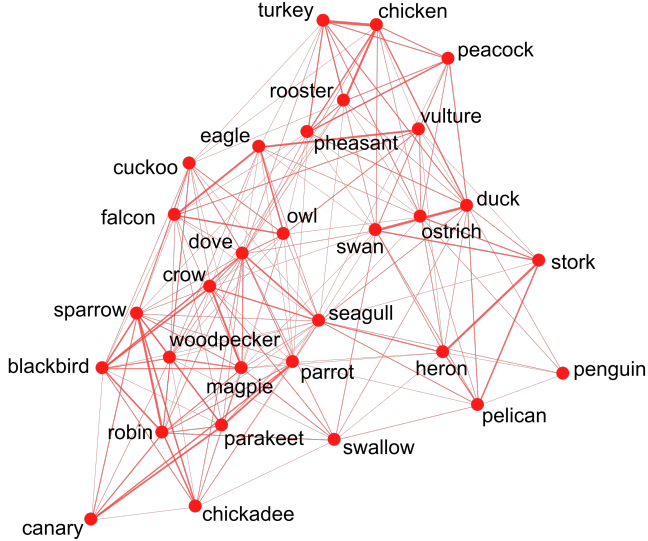 turkey
chicken
peacock
rooster
vulture
eagle
pheasant
cuckoo
duck
falcon
owl
ostrich
dove
swan
crow
stork
sparrow
seagull
woodpecker
blackbird
parrot
heron
penguin
magpie
pelican
robin
parakeet
swallow
chickadee
canary